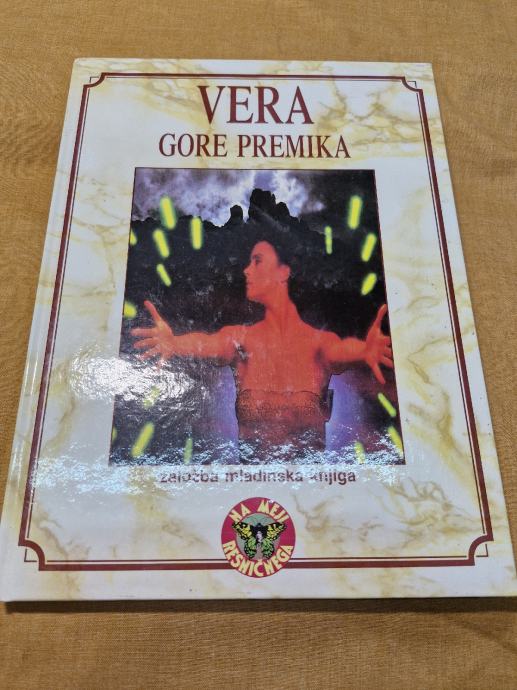 VERA
GORE PREMIKA
založba mladinska knjiga
NA MEJI
RESNIČNEGA